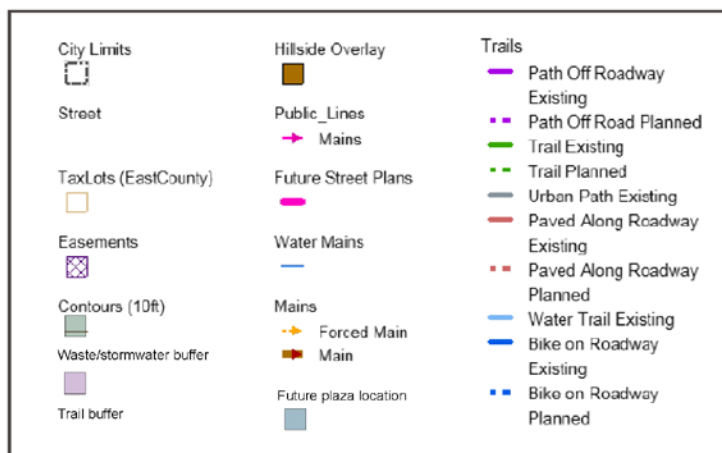 City Limits
Street
TaxLots (EastCounty)
Easements
Contours (10ft)
Waste/stormwater buffer
Trail buffer
Hillside Overlay
Public_Lines
Mains
Future Street Plans
Water Mains
Mains
Forced Main
Main
Future plaza location
Trails
Path Off Roadway
Existing
Path Off Road Planned
Trail Existing
Trail Planned
Urban Path Existing
Paved Along Roadway
Existing
Paved Along Roadway
Planned
Water Trail Existing
Bike on Roadway
Existing
Bike on Roadway
Planned